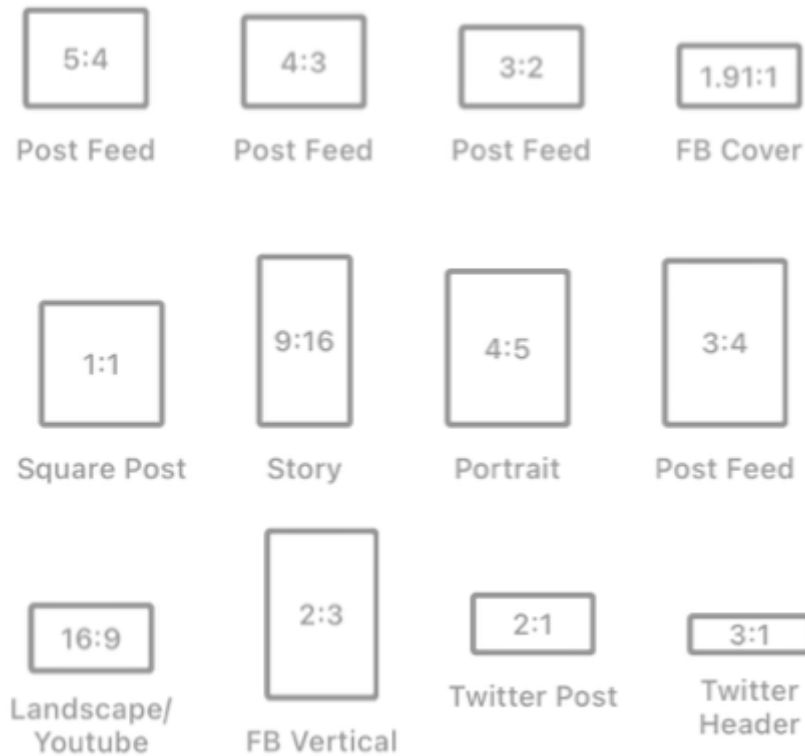 5:4 4:3 3:2 1.91:1
Post Feed Post Feed Post Feed FB Cover
1:1 9:16 4:5 3:4
Square Post Story Portrait Post Feed
16:9 2:3 2:1 3:1
Landscape/ Youtube FB Vertical Twitter Post Twitter Header